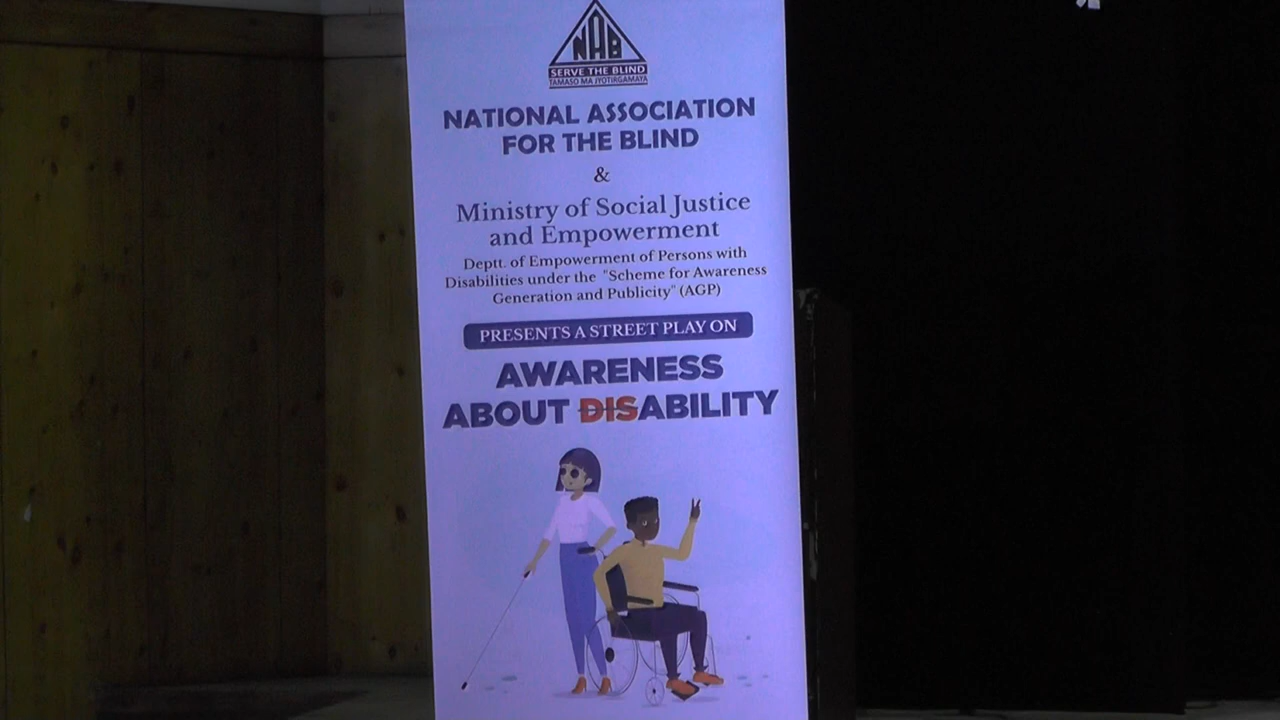 NAB
SERVE THE BLIND
TAMASO MA JYOTIRGAMAYA
NATIONAL ASSOCIATION
FOR THE BLIND
&
Ministry of Social Justice
and Empowerment
Deptt. of Empowerment of Persons with
Disabilities under the "Scheme for Awareness
Generation and Publicity" (AGP)
PRESENTS A STREET PLAY ON
AWARENESS
ABOUT DISABILITY